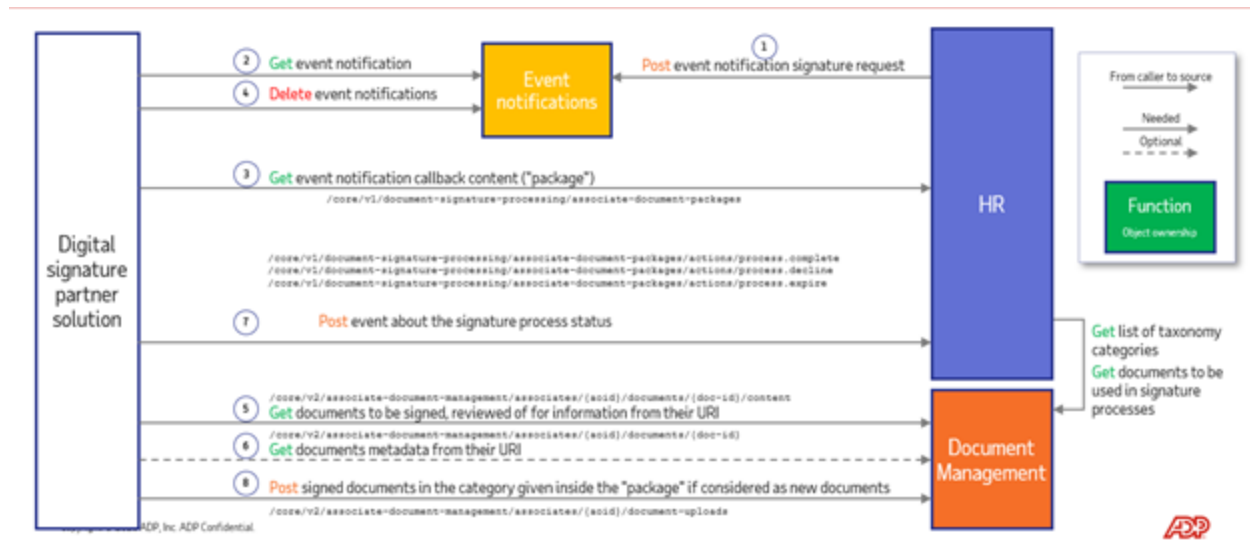 1
2
Get event notification
Post event notification signature request
Event
notifications
4
Delete event notifications
From caller to source
Needed
Optional
3
Get event notification callback content ("package")
/core/v1/document-signature-processing/associate-document-packages
HR
Function
Object ownership
Digital
signature
partner
solution
/core/v1/document-signature-processing/associate-document-packages/actions/process.complete
/core/v1/document-signature-processing/associate-document-packages/actions/process.decline
/core/v1/document-signature-processing/associate-document-packages/actions/process.expire
7
Post event about the signature process status
Get list of taxonomy
categories
Get documents to be
used in signature
processes
/core/v2/associate-document-management/associates/{aoid}/documents/{doc-id}/content
5
Get documents to be signed, reviewed of for information from their URI
/core/v2/associate-document-management/associates/{aoid}/documents/{doc-id}
6
Get documents metadata from their URI
Document
Management
8
Post signed documents in the category given inside the "package" if considered as new documents
/core/v2/associate-document-management/associates/{aoid}/document-uploads
ADP, Inc. ADP Confidential.
ADP